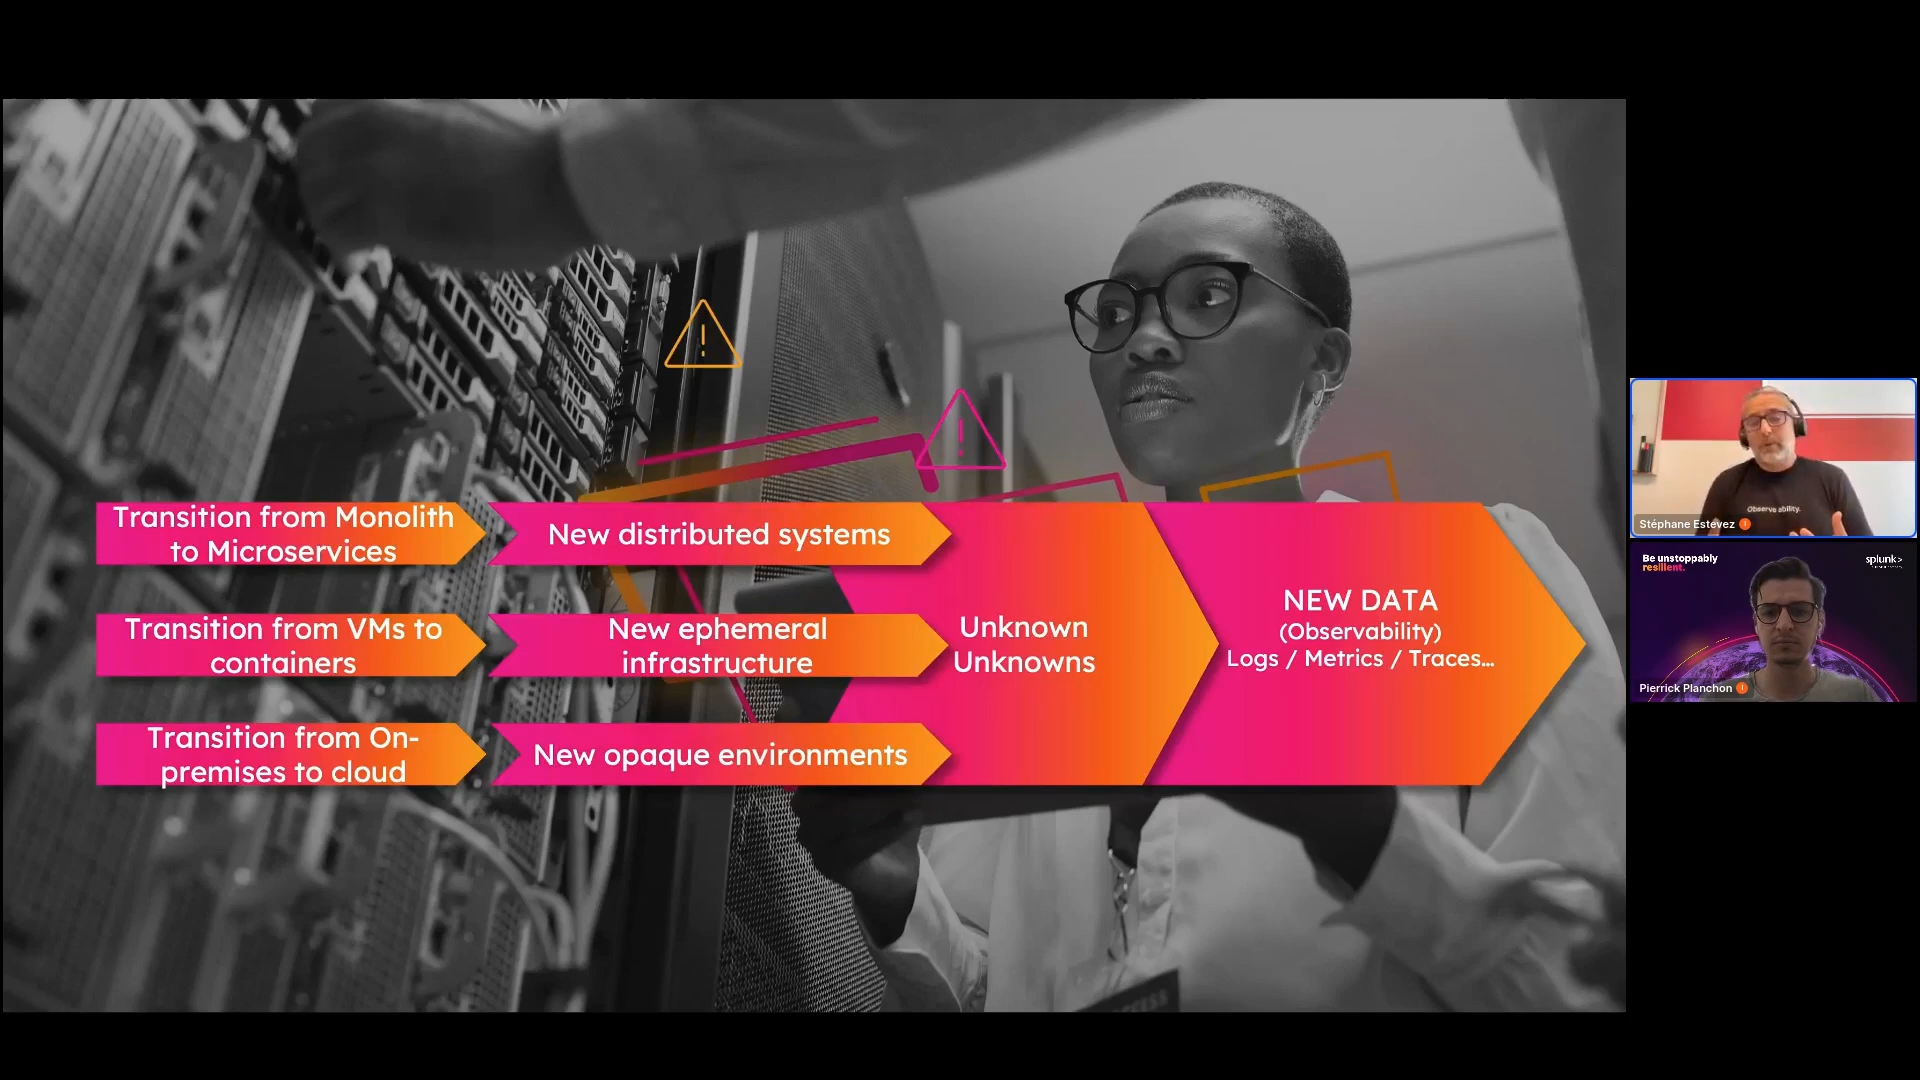 Transition from Monolith
to Microservices
New distributed systems
Transition from VMs to
containers
New ephemeral
infrastructure
Transition from On-
premises to cloud
New opaque environments
Unknown
Unknowns
NEW DATA
(Observability)
Logs / Metrics / Traces...
Observe ability.
Stéphane Estevez
Be unstoppably
resilient.
splunk>
Pierrick Planchon